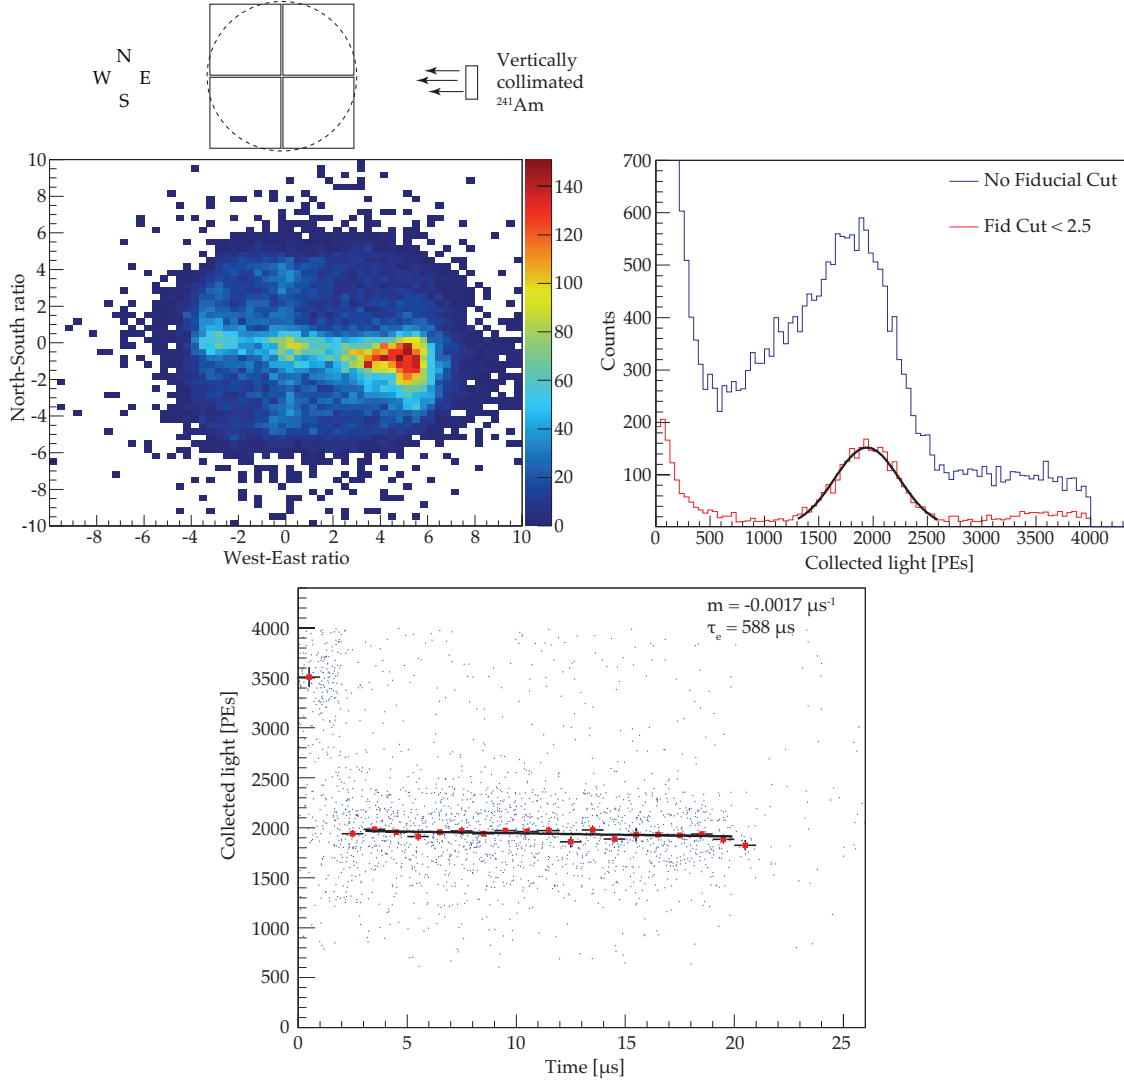 N
W E
S
Vertically
collimated
²⁴¹Am
10
8
6
4
2
0
-2
-4
-6
-8
-10
North-South ratio
-8 -6 -4 -2 0 2 4 6 8 10
West-East ratio
140
120
100
80
60
40
20
0
700
600
500
400
300
200
100
Counts
No Fiducial Cut
Fid Cut < 2.5
0 500 1000 1500 2000 2500 3000 3500 4000
Collected light [PEs]
m = -0.0017 µs⁻¹
τₑ = 588 µs
4000
3500
3000
2500
2000
1500
1000
500
0
Collected light [PEs]
0 5 10 15 20 25
Time [µs]